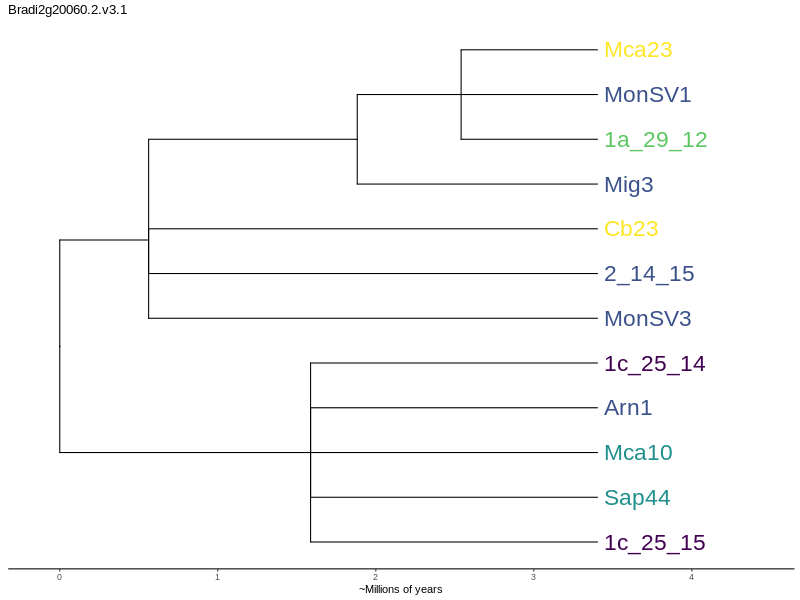 Bradi2g20060.2.v3.1
Mca23
MonSV1
1a_29_12
Mig3
Cb23
2_14_15
MonSV3
1c_25_14
Arn1
Mca10
Sap44
1c_25_15
0 1 2 3 4
~Millions of years